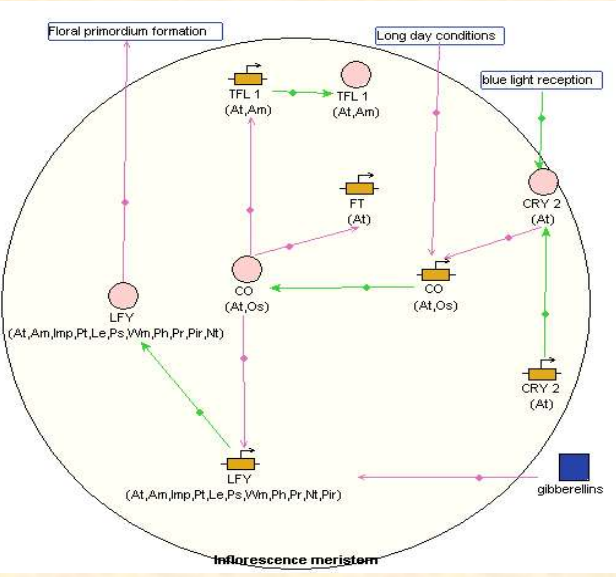 Floral primordium formation
Long day conditions
blue light reception
TFL 1
(At,Am)
TFL 1
(At,Am)
FT
(At)
CRY 2
(At)
CO
(At,Os)
CO
(At,Os)
LFY
(At,Am,Imp,Pt,Le,Ps,Wm,Ph,Pr,Pir,Nt)
CRY 2
(At)
LFY
(At,Am,Imp,Pt,Le,Ps,Wm,Ph,Pr,Nt,Pir)
gibberellins
Inflorescence meristem